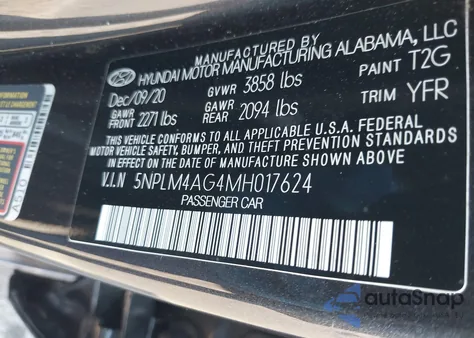 MANUFACTURED BY
HYUNDAI MOTOR MANUFACTURING ALABAMA, LLC
Dec/09/20 GVWR 3858 lbs PAINT T2G
GAWR FRONT 2271 lbs GAWR REAR 2094 lbs TRIM YFR
THIS VEHICLE CONFORMS TO ALL APPLICABLE U.S.A. FEDERAL
MOTOR VEHICLE SAFETY, BUMPER, AND THEFT PREVENTION STANDARDS
IN EFFECT ON THE DATE OF MANUFACTURE SHOWN ABOVE.
V.I.N 5NPLM4AG4MH017624
PASSENGER CAR
autoSnap